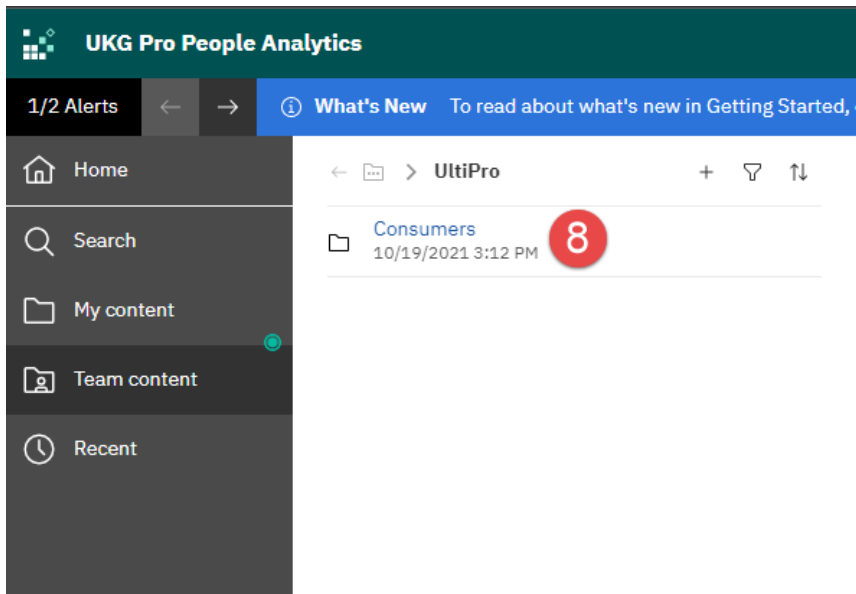 UKG Pro People Analytics
1/2 Alerts
What's New To read about what's new in Getting Started,
Home
UltiPro
Search
Consumers
10/19/2021 3:12 PM
8
My content
Team content
Recent